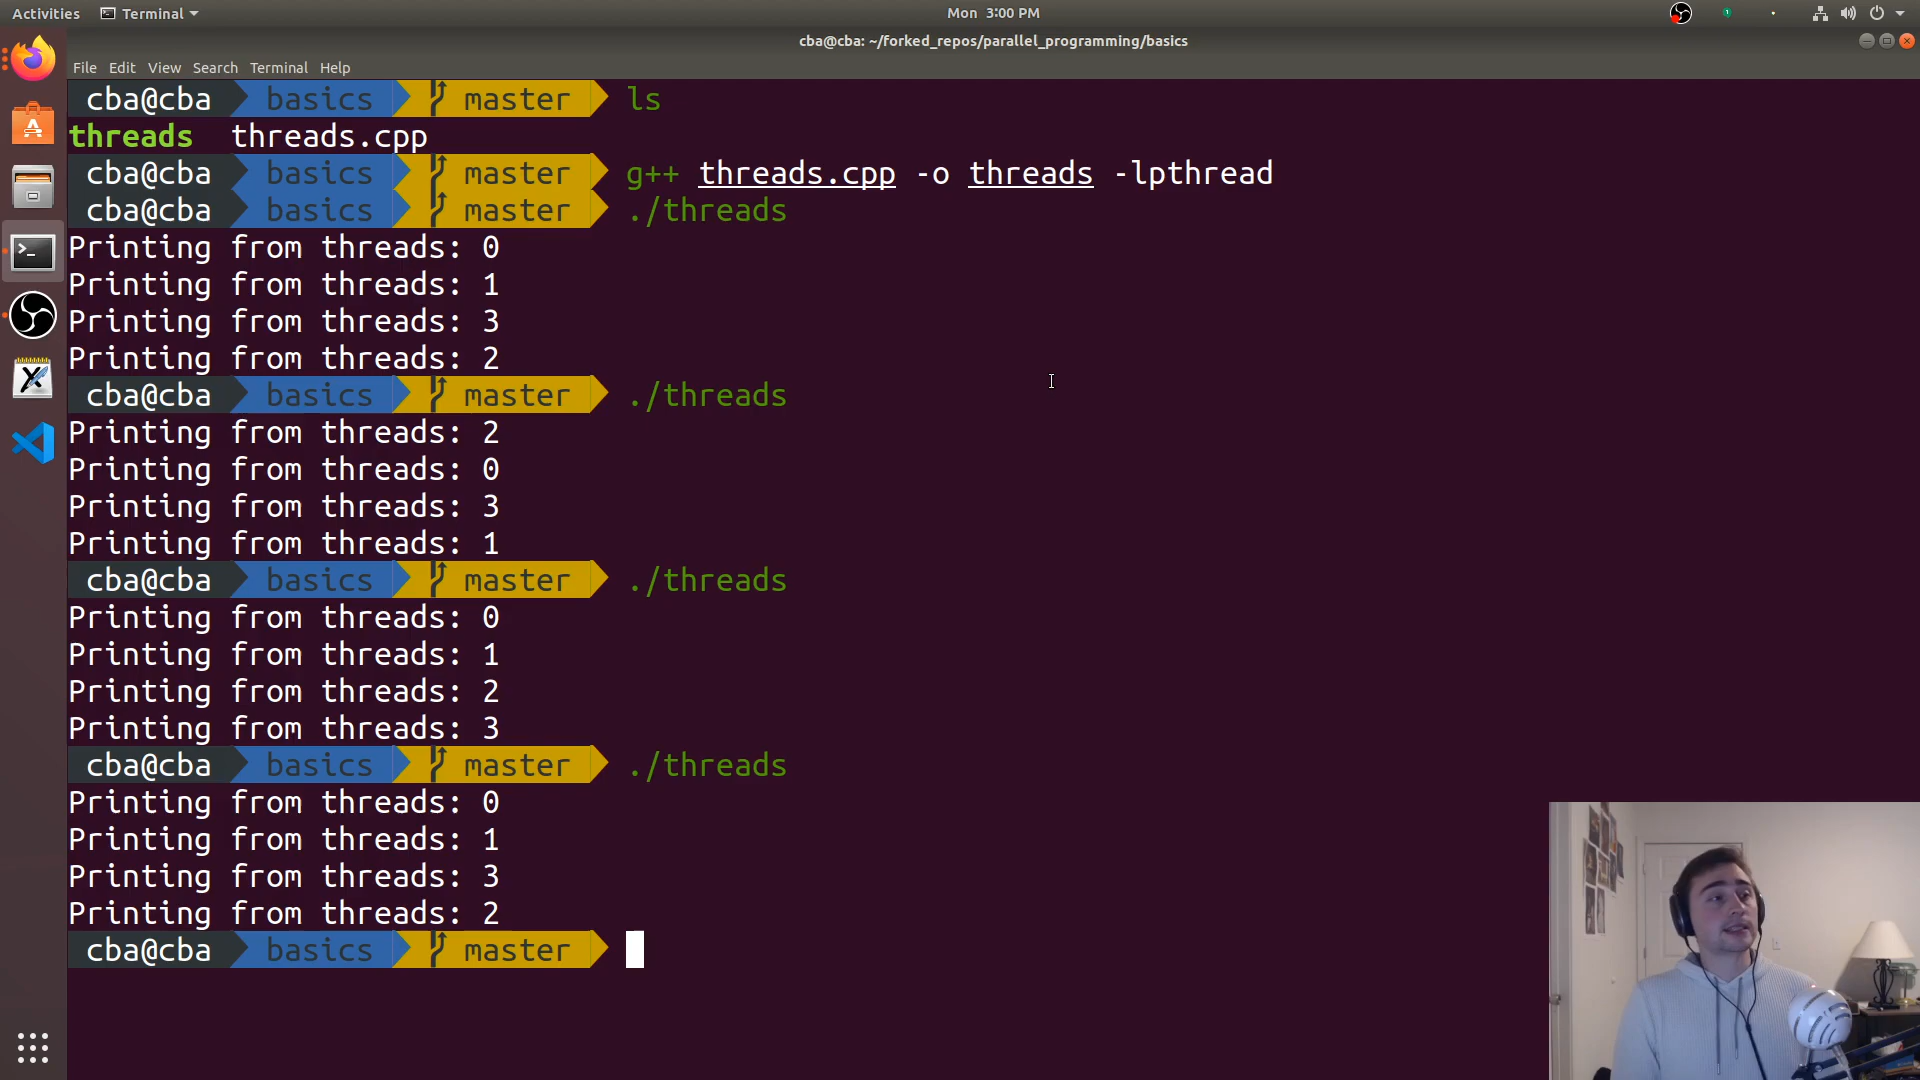 Activities Terminal Mon 3:00 PM
cba@cba: ~/forked_repos/parallel_programming/basics
File Edit View Search Terminal Help
cba@cba basics master ls
threads threads.cpp
cba@cba basics master g++ threads.cpp -o threads -lpthread
cba@cba basics master ./threads
Printing from threads: 0
Printing from threads: 1
Printing from threads: 3
Printing from threads: 2
cba@cba basics master ./threads
Printing from threads: 2
Printing from threads: 0
Printing from threads: 3
Printing from threads: 1
cba@cba basics master ./threads
Printing from threads: 0
Printing from threads: 1
Printing from threads: 2
Printing from threads: 3
cba@cba basics master ./threads
Printing from threads: 0
Printing from threads: 1
Printing from threads: 3
Printing from threads: 2
cba@cba basics master